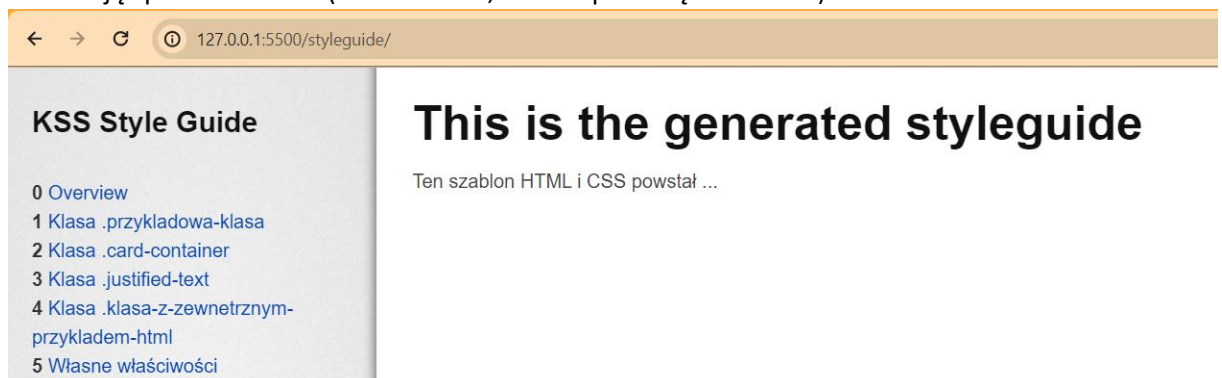 127.0.0.1:5500/styleguide/
KSS Style Guide
0 Overview
1 Klasa .przykladowa-klasa
2 Klasa .card-container
3 Klasa .justified-text
4 Klasa .klasa-z-zewnetrznym-
przykladem-html
5 Własne właściwości
This is the generated styleguide
Ten szablon HTML i CSS powstał ...